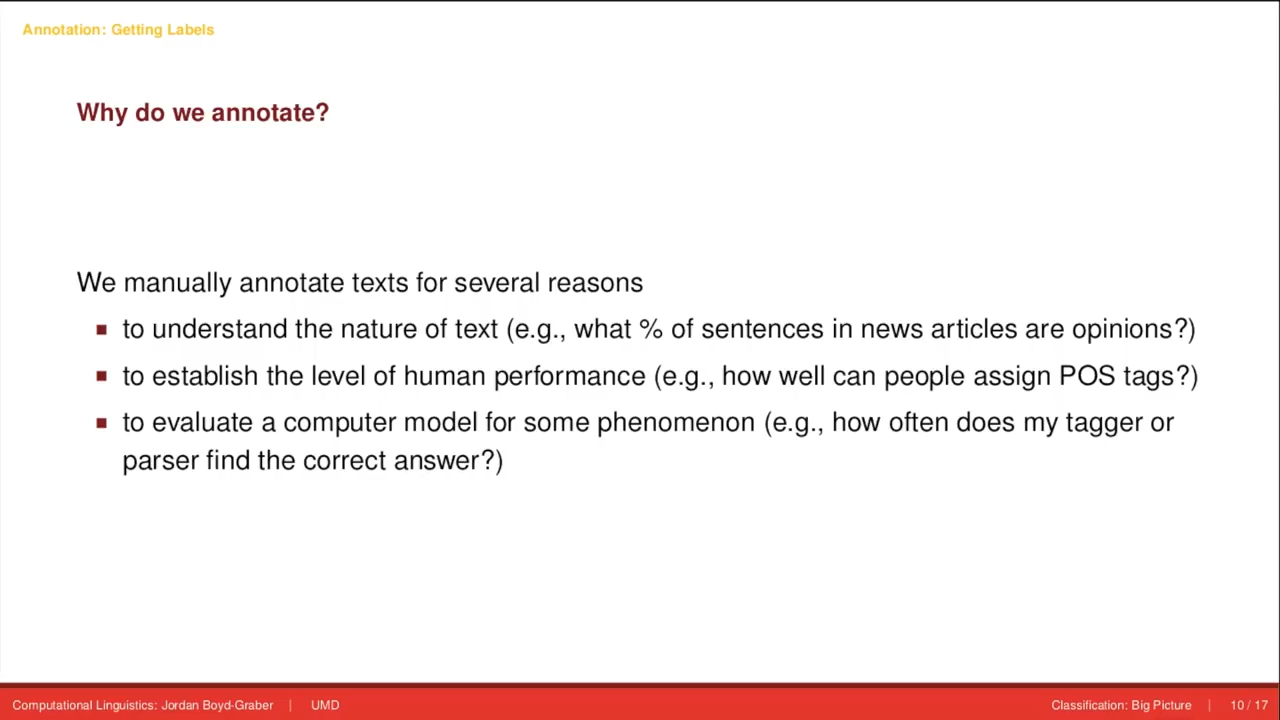 Annotation: Getting Labels
Why do we annotate?
We manually annotate texts for several reasons
to understand the nature of text (e.g., what % of sentences in news articles are opinions?)
to establish the level of human performance (e.g., how well can people assign POS tags?)
to evaluate a computer model for some phenomenon (e.g., how often does my tagger or
parser find the correct answer?)
Computational Linguistics: Jordan Boyd-Graber | UMD Classification: Big Picture | 10 / 17